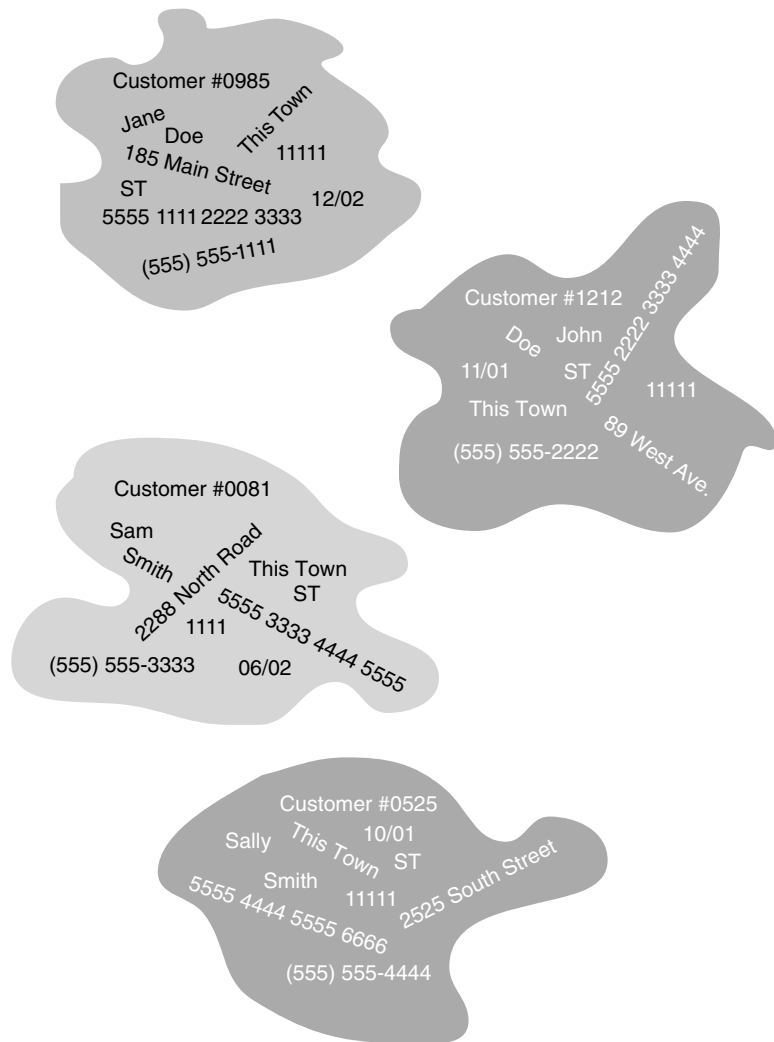 Customer #0985
Jane
Doe
This Town
185 Main Street
11111
ST
12/02
5555 1111 2222 3333
(555) 555-1111
Customer #1212
Doe
John
5555 2222 3333 4444
11/01
ST
11111
This Town
89 West Ave.
(555) 555-2222
Customer #0081
Sam
Smith
2288 North Road
This Town
ST
5555 3333 4444 5555
1111
(555) 555-3333
06/02
Customer #0525
10/01
Sally
This Town
ST
Smith
11111
2525 South Street
5555 4444 5555 6666
(555) 555-4444